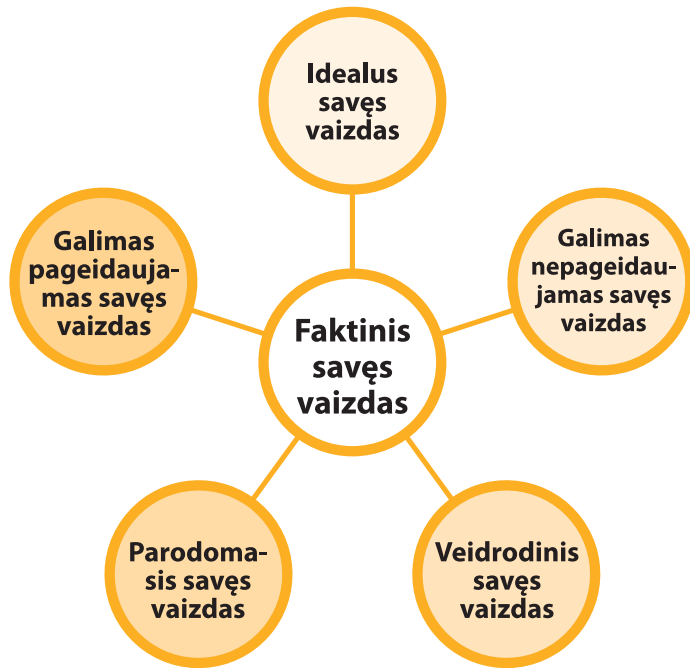 Idealus
savęs
vaizdas
Galimas
pageidauja-
mas savęs
vaizdas
Galimas
nepageidau-
jamas savęs
vaizdas
Faktinis
savęs
vaizdas
Parodoma-
sis savęs
vaizdas
Veidrodinis
savęs
vaizdas